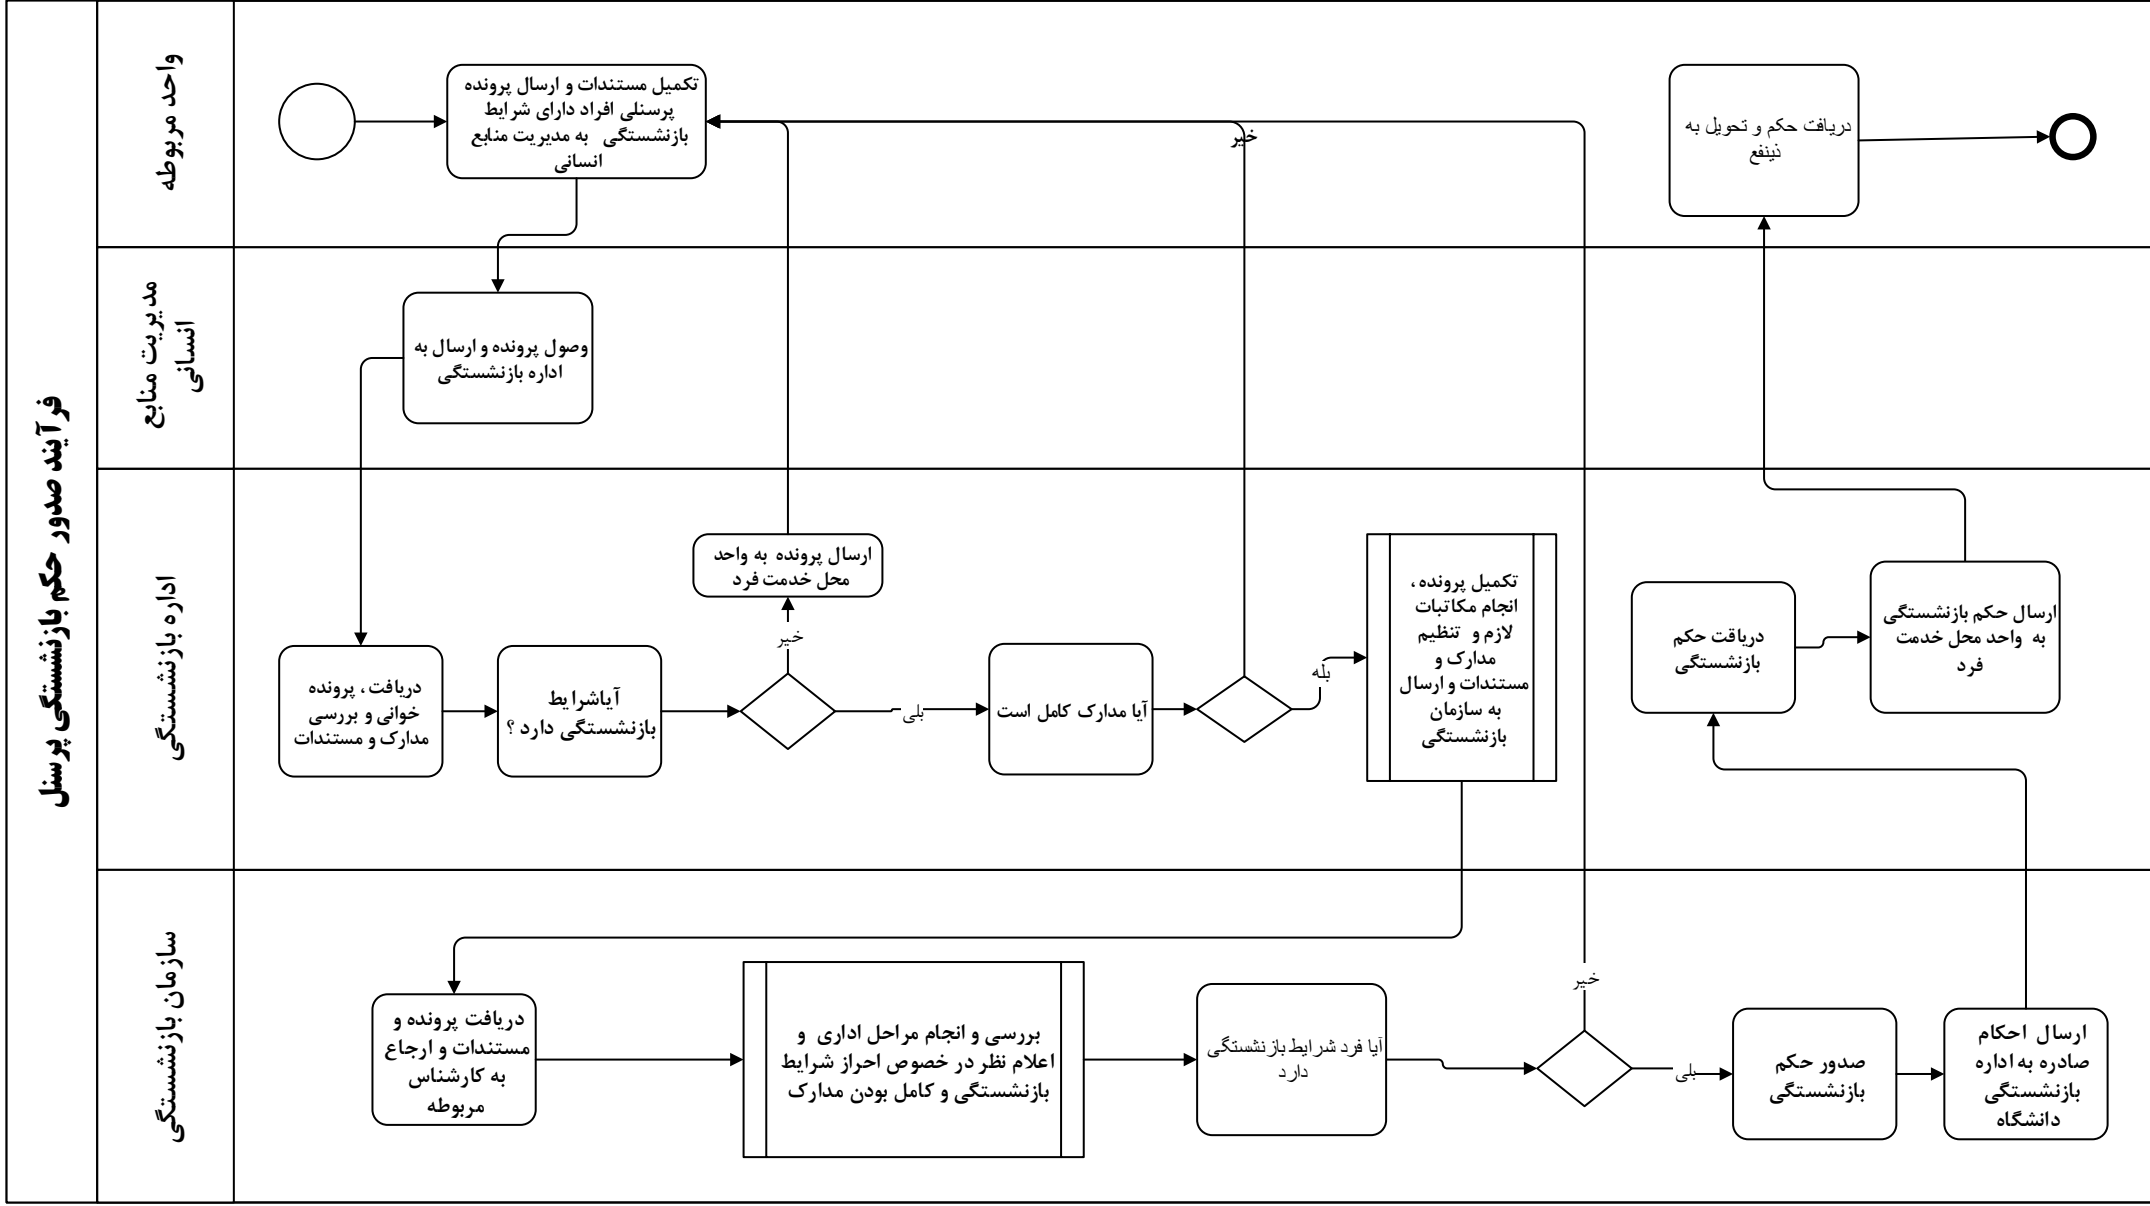 فرآیند صدور حکم بازنشستگی پرسنل
واحد مربوطه
تکمیل مستندات و ارسال پرونده
پرسنلی افراد دارای شرایط
بازنشستگی به مدیریت منابع
انسانی
خیر
دریافت حکم و تحویل به
ذینفع
مدیریت منابع
انسانی
وصول پرونده و ارسال به
اداره بازنشستگی
اداره بازنشستگی
دریافت ، پرونده
خوانی و بررسی
مدارک و مستندات
آیاشرایط
بازنشستگی دارد ؟
خیر
ارسال پرونده به واحد
محل خدمت فرد
بلی
آیا مدارک کامل است
بله
تکمیل پرونده ،
انجام مکاتبات
لازم و تنظیم
مدارک و
مستندات و ارسال
به سازمان
بازنشستگی
دریاقت حکم
بازنشستگی
ارسال حکم بازنشستگی
به واحد محل خدمت
فرد
سازمان بازنشستگی
دریافت پرونده و
مستندات و ارجاع
به کارشناس
مربوطه
بررسی و انجام مراحل اداری و
اعلام نظر در خصوص احراز شرایط
بازنشستگی و کامل بودن مدارک
آیا فرد شرایط بازنشستگی
دارد
خیر
بلی
صدور حکم
بازنشستگی
ارسال احکام
صادره به اداره
بازنشستگی
دانشگاه